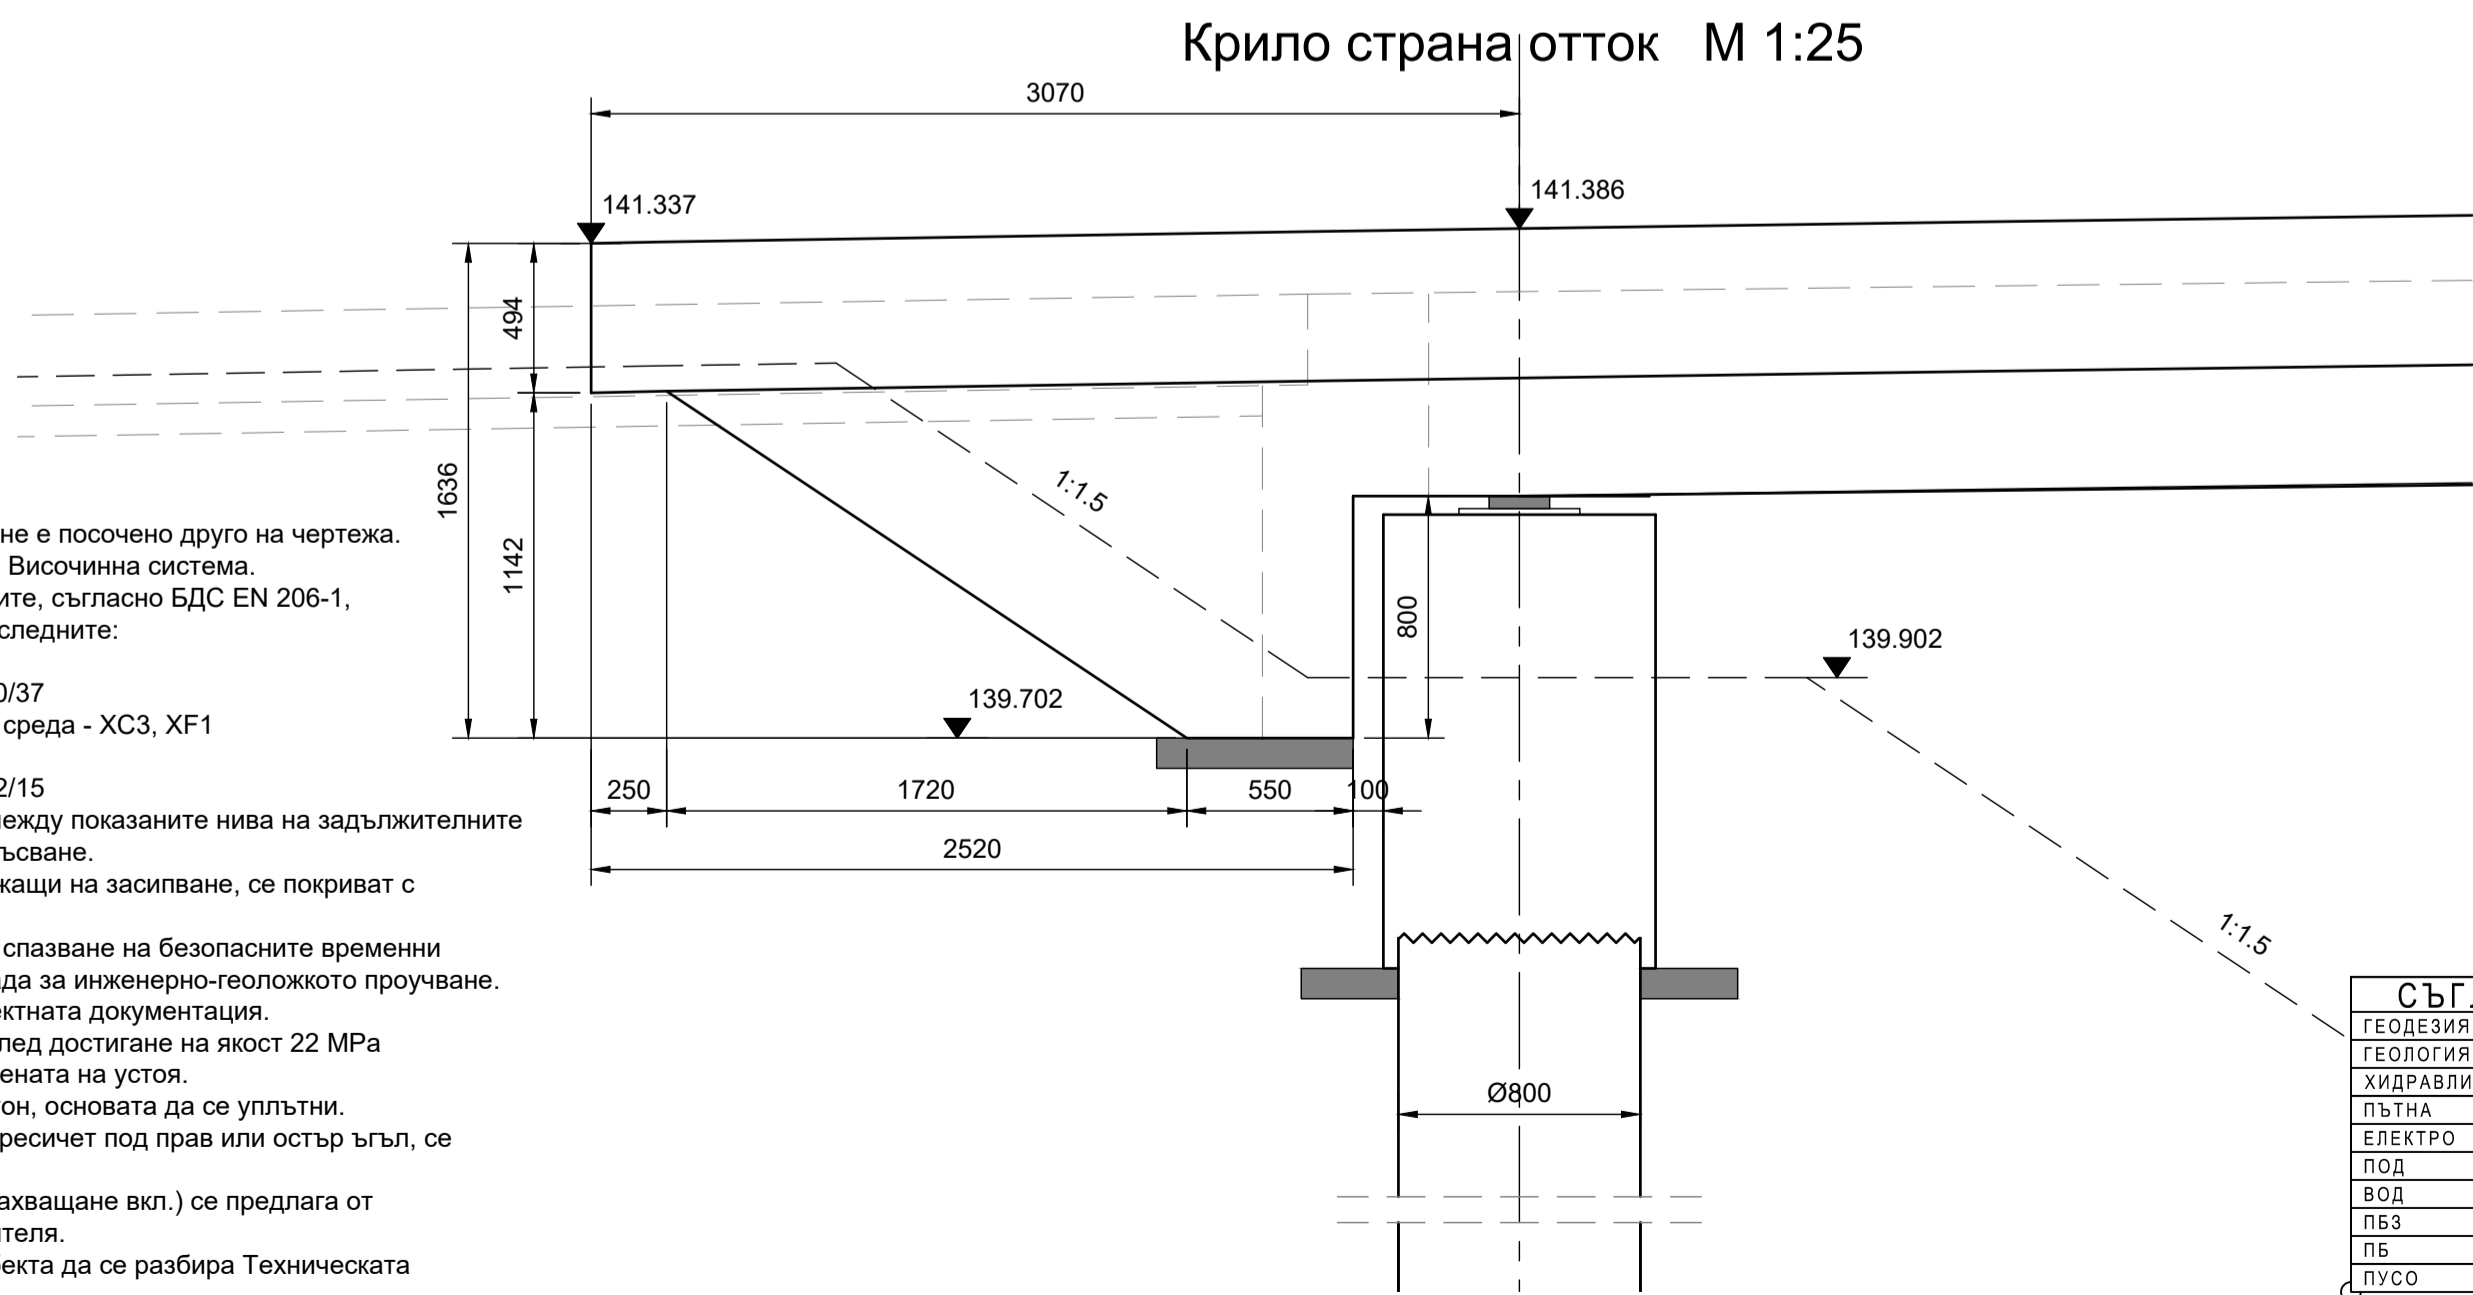 Крило страна отток М 1:25
3070
141.337
141.386
494
1636
1142
1:1.5
800
139.902
139.702
250
1720
550
100
2520
1:1.5
Ø800
не е посочено друго на чертежа.
Височинна система.
ите, съгласно БДС EN 206-1,
следните:
0/37
среда - XC3, XF1
2/15
между показаните нива на задължителните
ъсване.
жащи на засипване, се покриват с
спазване на безопасните временни
ада за инженерно-геоложкото проучване.
ектната документация.
лед достигане на якост 22 MPa
ената на устоя.
он, основата да се уплътни.
ресичет под прав или остър ъгъл, се
ахващане вкл.) се предлага от
теля.
екта да се разбира Техническата
СЪГЛ
ГЕОДЕЗИЯ
ГЕОЛОГИЯ
ХИДРАВЛИ
ПЪТНА
ЕЛЕКТРО
ПОД
ВОД
ПБЗ
ПБ
ПУСО